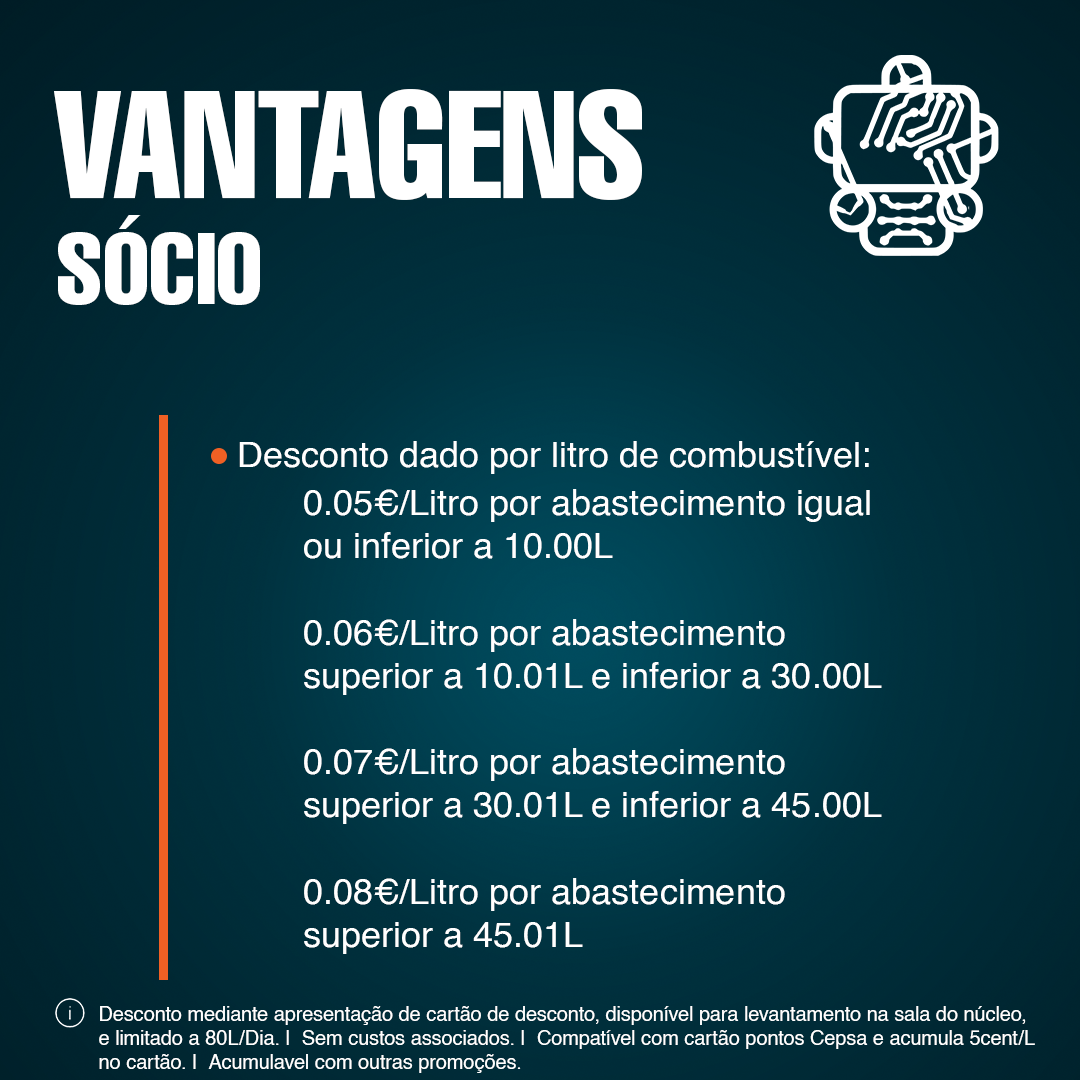 VANTAGENS
SÓCIO
Desconto dado por litro de combustível:
0.05€/Litro por abastecimento igual
ou inferior a 10.00L
0.06€/Litro por abastecimento
superior a 10.01L e inferior a 30.00L
0.07€/Litro por abastecimento
superior a 30.01L e inferior a 45.00L
0.08€/Litro por abastecimento
superior a 45.01L
i Desconto mediante apresentação de cartão de desconto, disponível para levantamento na sala do núcleo,
e limitado a 80L/Dia. I Sem custos associados. I Compatível com cartão pontos Cepsa e acumula 5cent/L
no cartão. I Acumulavel com outras promoções.